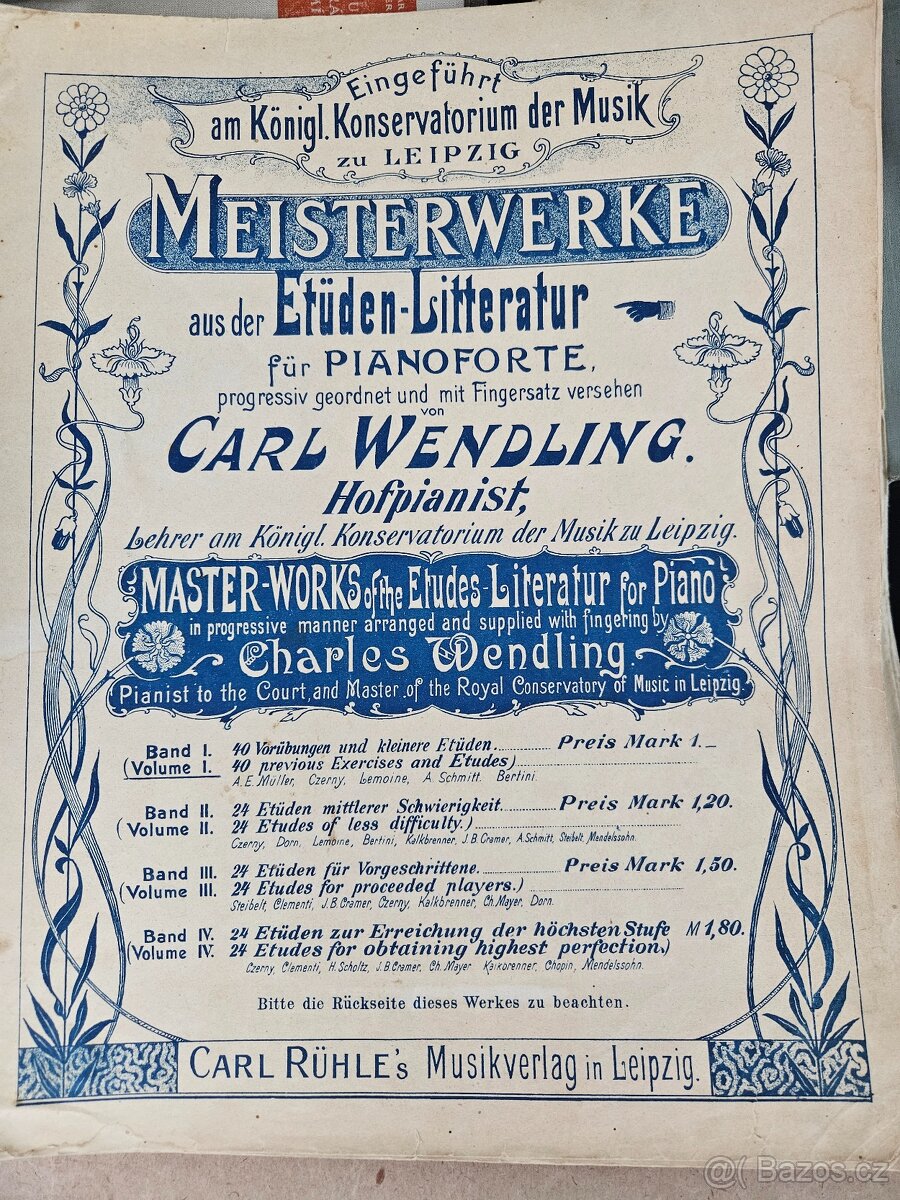 Eingeführt
am Königl. Konservatorium der Musik
zu LEIPZIG
MEISTERWERKE
aus der Etüden-Litteratur
für PIANOFORTE,
progressiv geordnet und mit Fingersatz versehen
von
CARL WENDLING.
Hofpianist,
Lehrer am Königl. Konservatorium der Musik zu Leipzig.
MASTER-WORKS of the Etudes-Literatur for Piano
in progressive manner arranged and supplied with fingering by
Charles Wendling.
Pianist to the Court, and Master of the Royal Conservatory of Music in Leipzig.
Band I. 40 Vorübungen und kleinere Etüden. Preis Mark 1._
(Volume I. 40 previous Exercises and Etudes)
A. E. Müller, Czerny, Lemoine, A. Schmitt. Bertini.
Band II. 24 Etüden mittlerer Schwierigkeit. Preis Mark 1,20.
(Volume II. 24 Etudes of less difficulty.)
Czerny, Dorn, Lemoine, Bertini, Kalkbrenner, J. B. Cramer, A. Schmitt, Steibelt, Mendelssohn.
Band III. 24 Etüden für Vorgeschrittene. Preis Mark 1,50.
(Volume III. 24 Etudes for proceeded players.)
Steibelt, Clementi, J. B. Cramer, Czerny, Kalkbrenner, Ch. Mayer, Dorn.
Band IV. 24 Etüden zur Erreichung der höchsten Stufe M 1,80.
(Volume IV. 24 Etudes for obtaining highest perfection.)
Czerny, Clementi, H. Scholtz, J. B. Cramer, Ch. Mayer Kalkbrenner, Chopin, Mendelssohn.
Bitte die Rückseite dieses Werkes zu beachten.
CARL RÜHLE's Musikverlag in Leipzig.
@( Bazos.cz